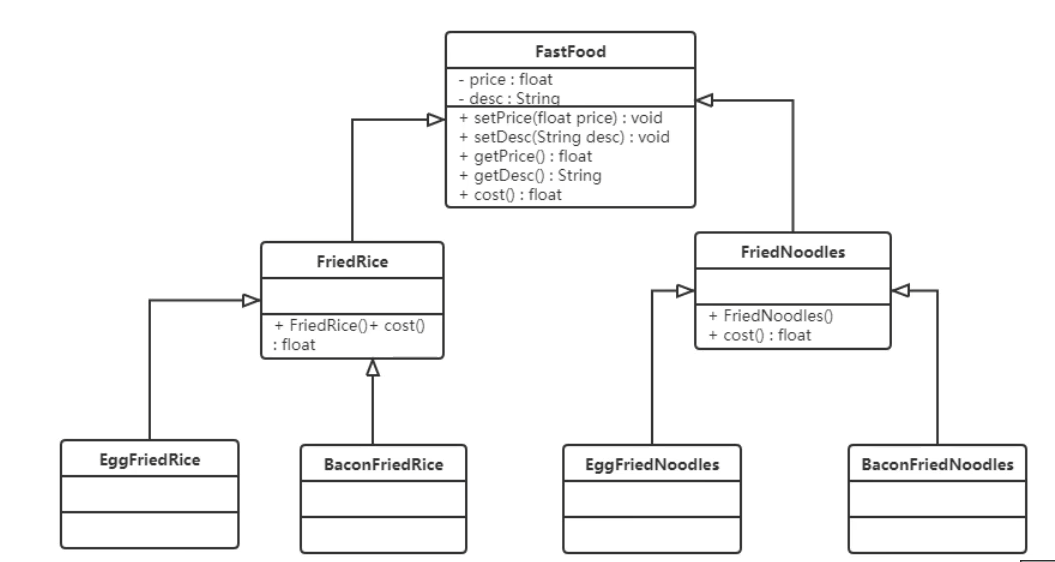 FastFood
- price : float
- desc : String
+ setPrice(float price) : void
+ setDesc(String desc) : void
+ getPrice() : float
+ getDesc() : String
+ cost() : float
FriedRice
+ FriedRice()+ cost()
: float
FriedNoodles
+ FriedNoodles()
+ cost() : float
EggFriedRice
BaconFriedRice
EggFriedNoodles
BaconFriedNoodles